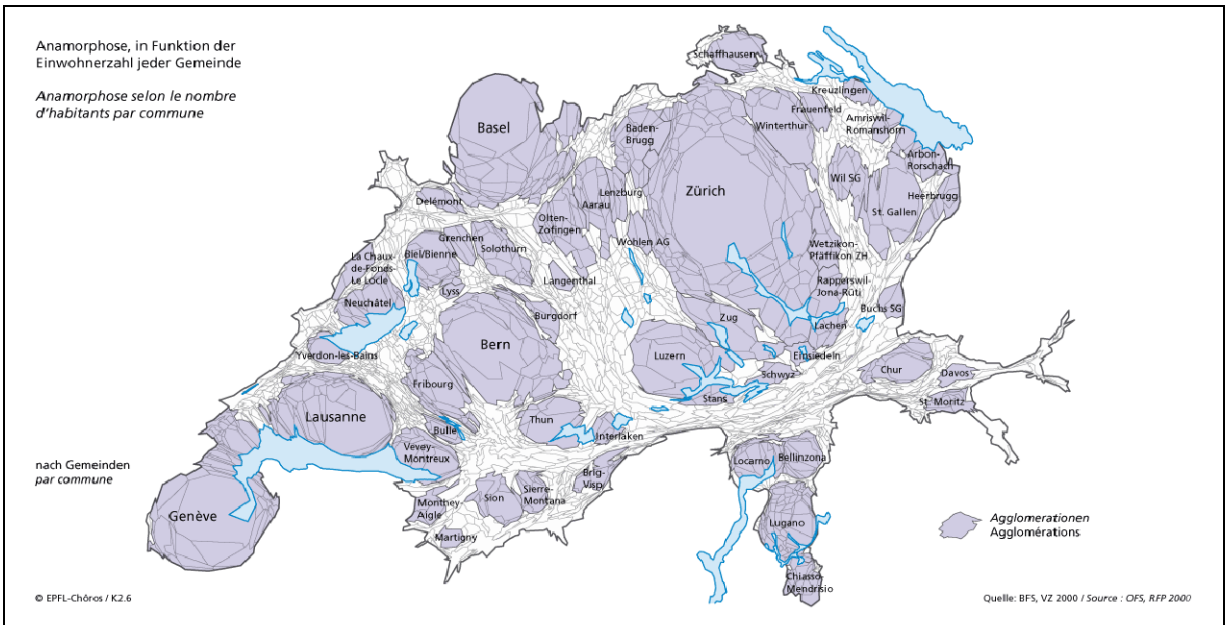 Anamorphose, in Funktion der
Einwohnerzahl jeder Gemeinde
Anamorphose selon le nombre
d'habitants par commune
Schaffhausen
Kreuzlingen
Basel
Baden-
Brugg
Winterthur
Frauenfeld
Amriswil-
Romanshorn
Arbon-
Rorschach
Zürich
Wil SG
Heerbrugg
St. Gallen
Delémont
Lenzburg
Aarau
Olten-
Zofingen
Wohlen AG
Grenchen
Solothurn
Biel/Bienne
La Chaux-
de-Fonds-
Le Locle
Wetzikon-
Pfäffikon ZH
Langenthal
Lyss
Rapperswil-
Jona-Rüti
Neuchâtel
Buchs SG
Burgdorf
Zug
Lachen
Bern
Yverdon-les-Bains
Luzern
Einsiedeln
Schwyz
Chur
Davos
Fribourg
Stans
St. Moritz
Lausanne
Thun
Bulle
Interlaken
Vevey-
Montreux
Locarno
Bellinzona
nach Gemeinden
par commune
Brig-
Visp
Sierre-
Montana
Sion
Monthey-
Aigle
Genève
Lugano
Agglomerationen
Agglomérations
Martigny
Chiasso-
Mendrisio
© EPFL-Chôros / K2.6
Quelle: BFS, VZ 2000 / Source : OFS, RFP 2000